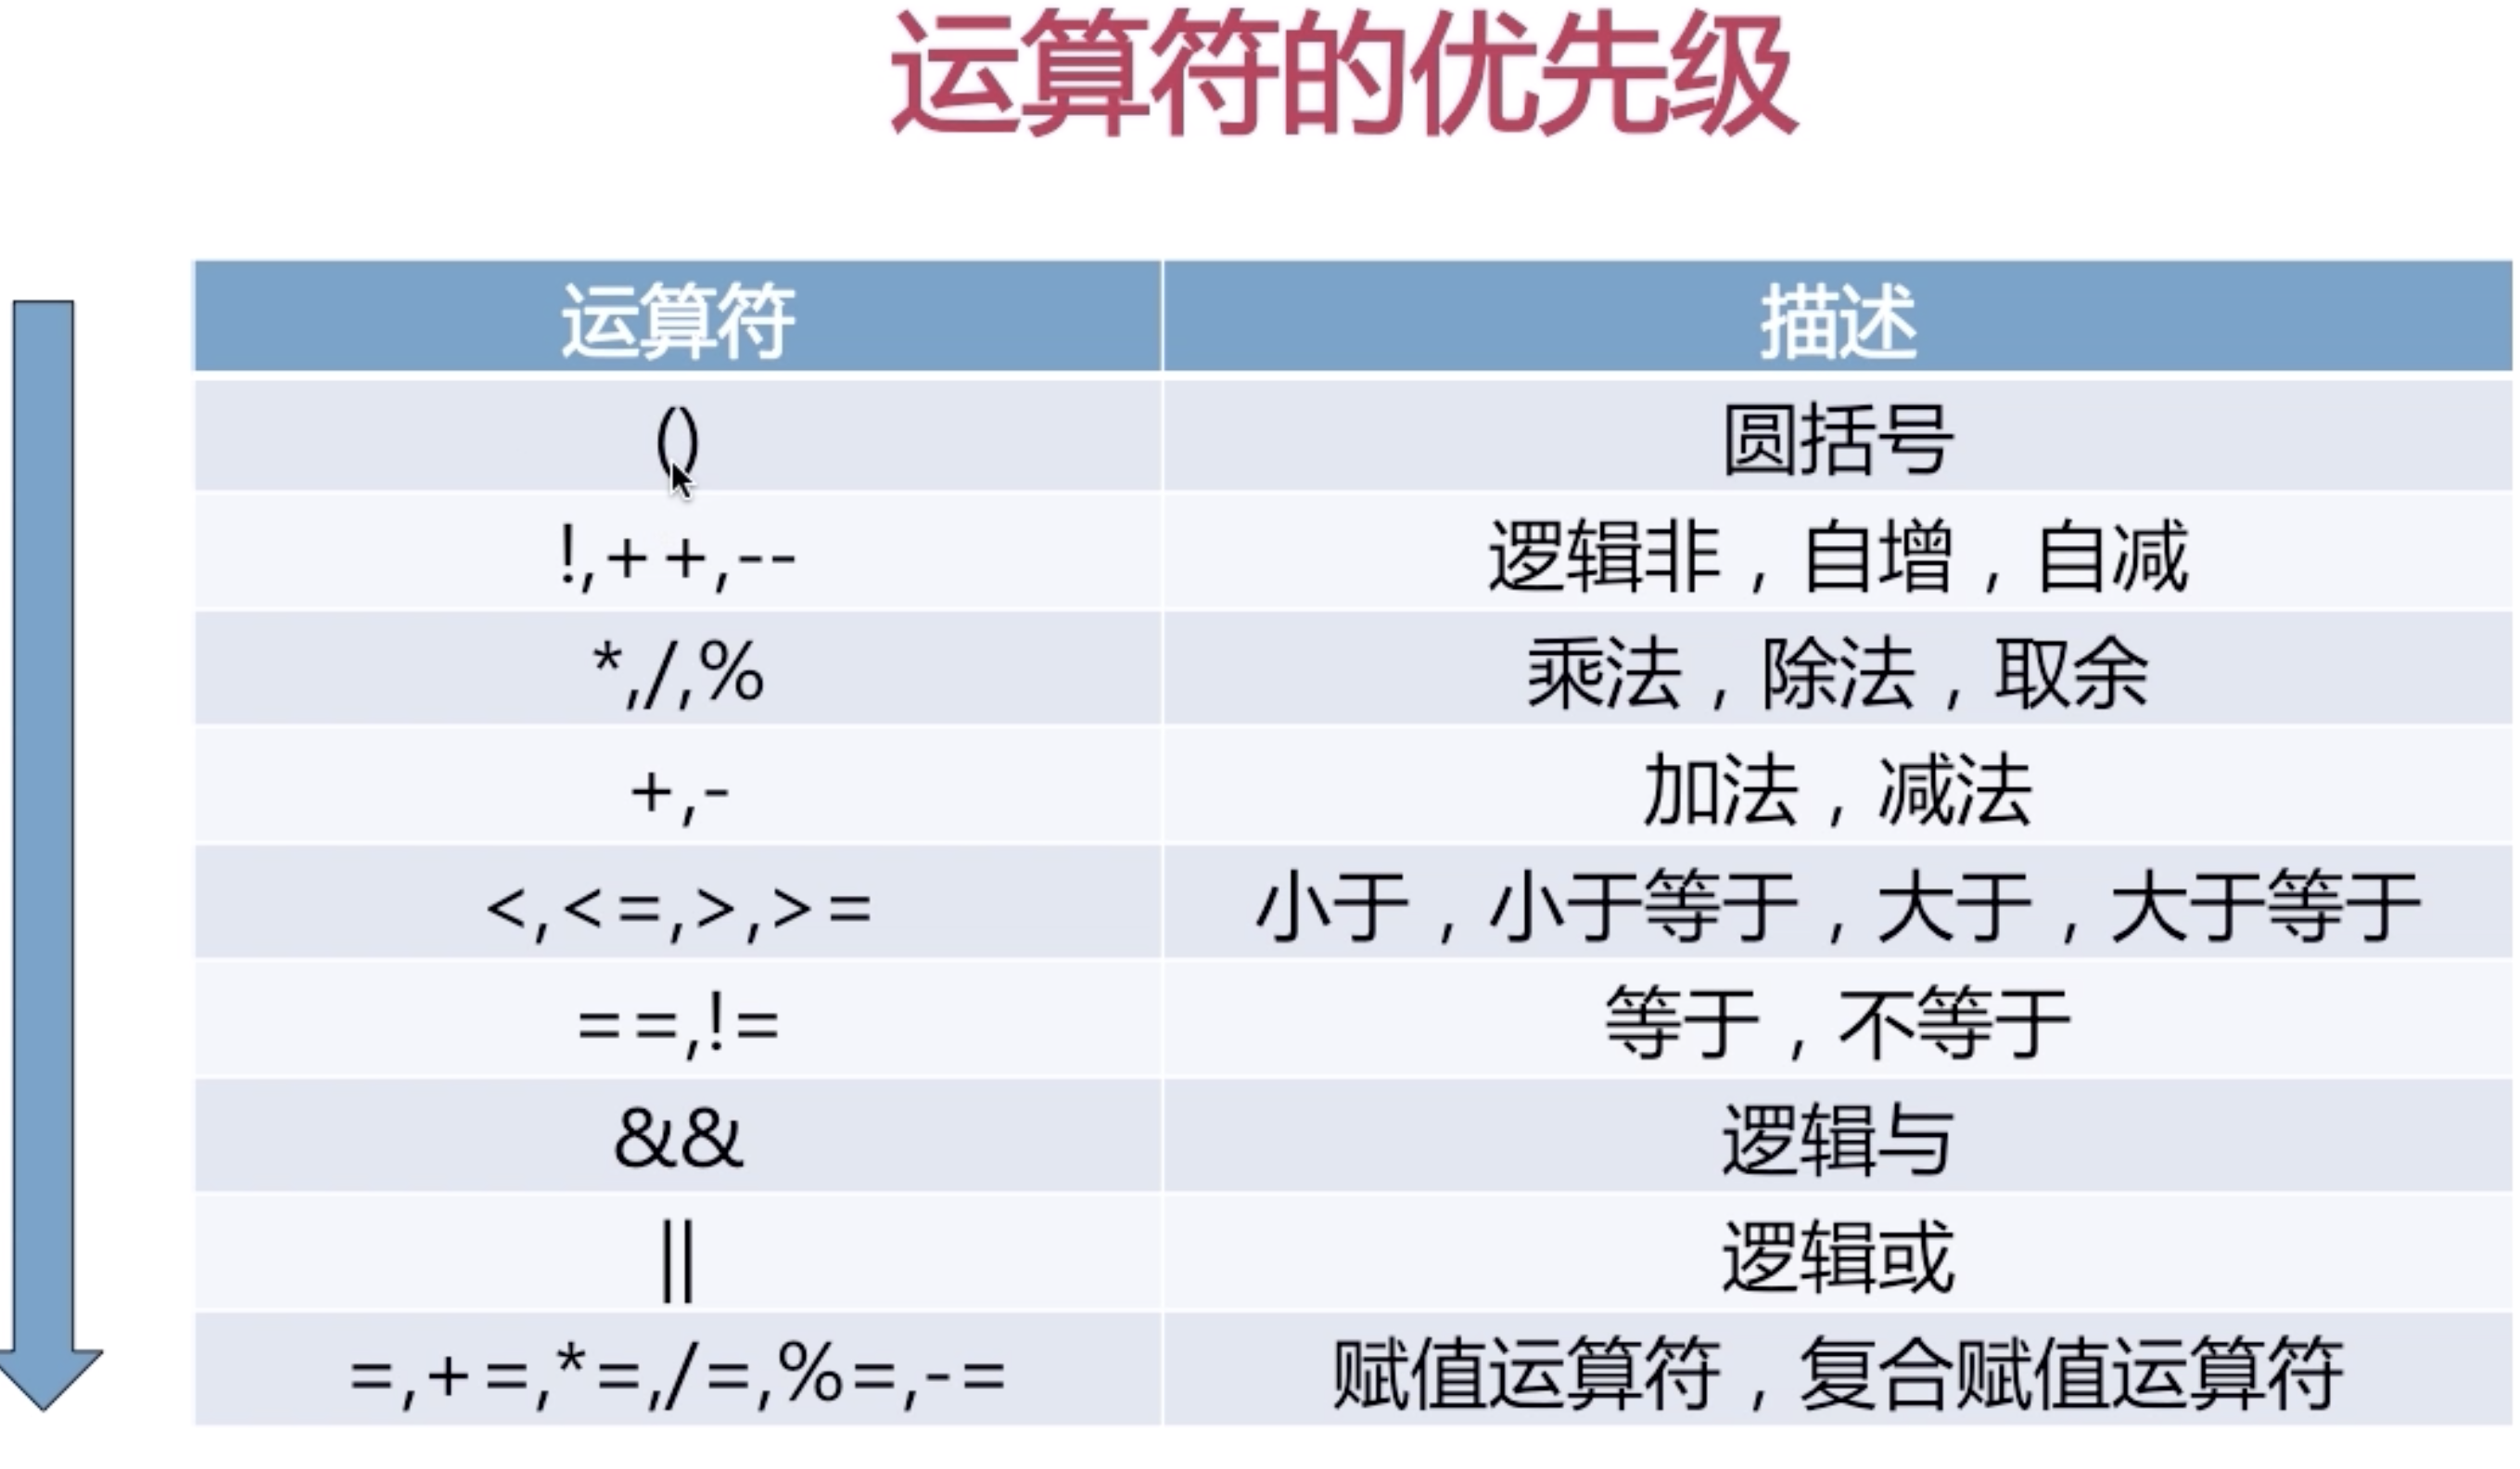 运算符的优先级
运算符 描述
() 圆括号
!,++,-- 逻辑非，自增，自减
*,/,% 乘法，除法，取余
+,- 加法，减法
<,<=,>,>= 小于，小于等于，大于，大于等于
==,!= 等于，不等于
&& 逻辑与
|| 逻辑或
=,+=,*=,/=,%=,-= 赋值运算符，复合赋值运算符